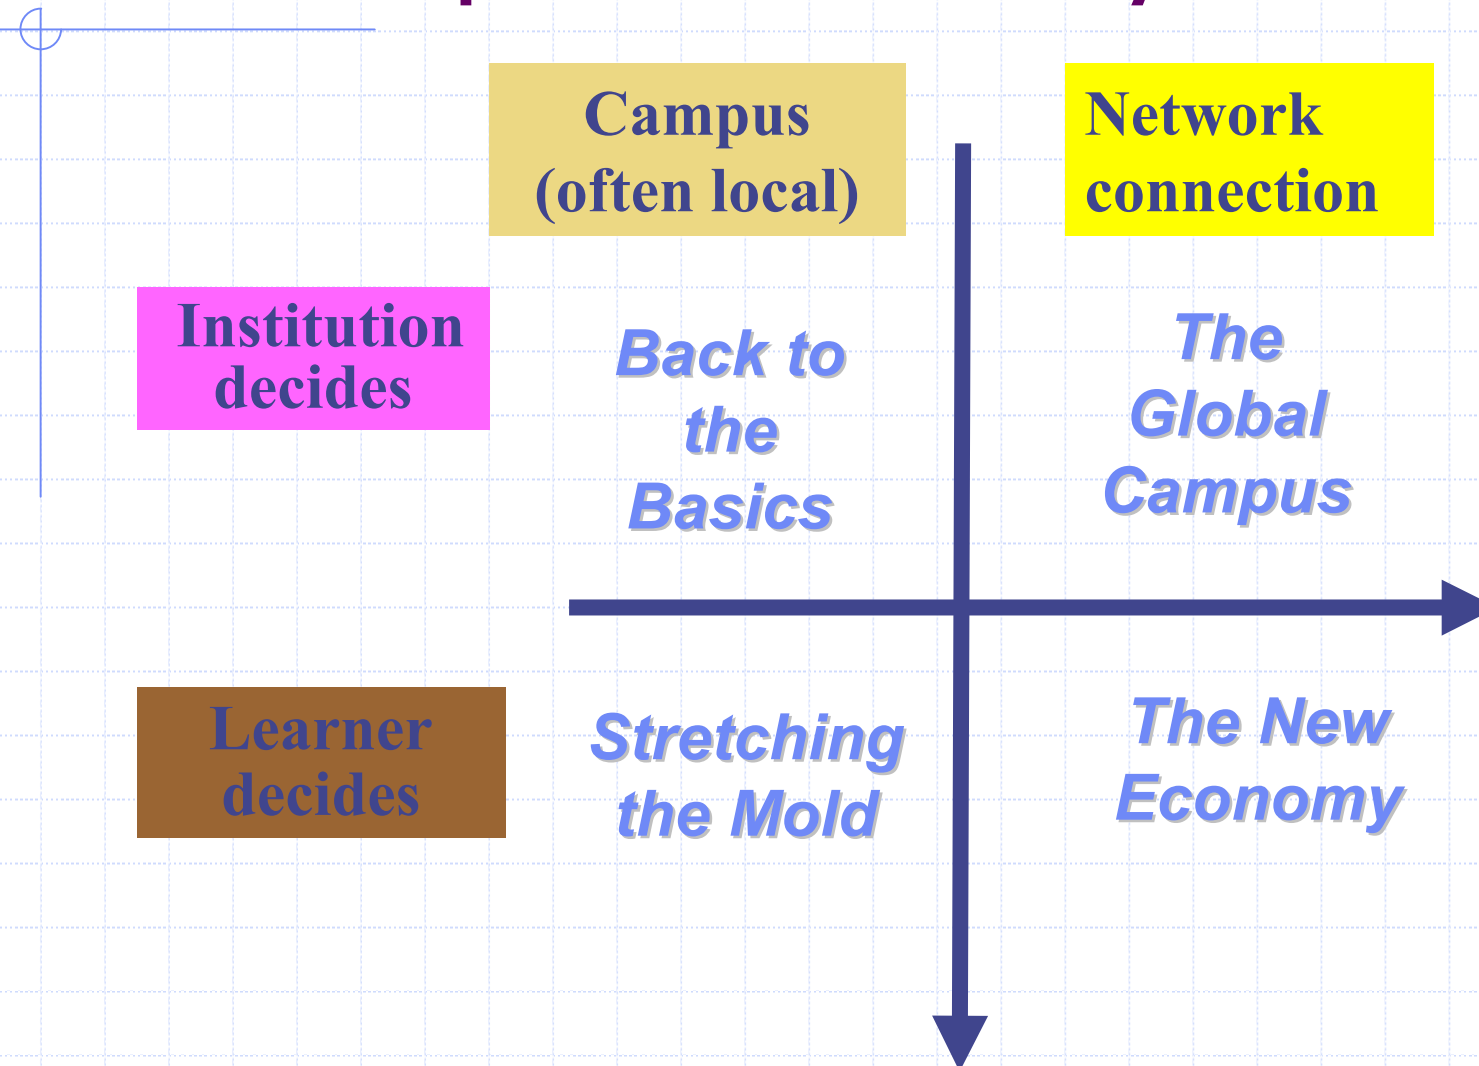 Campus
(often local)
Network
connection
Institution
decides
Back to
the
Basics
The
Global
Campus
Learner
decides
Stretching
the Mold
The New
Economy